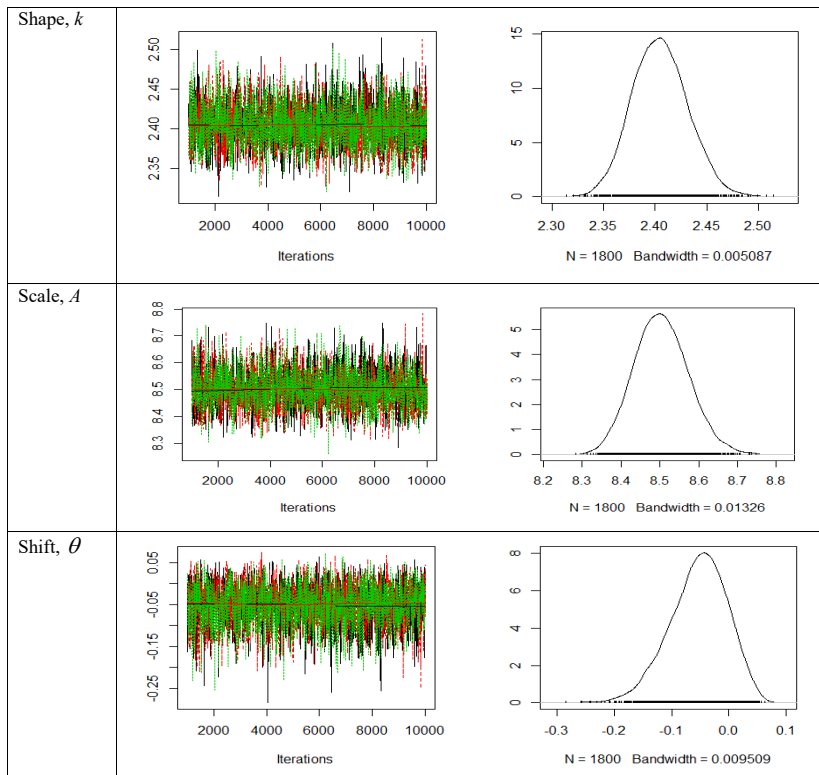 Shape, k
2.35 2.40 2.45 2.50
2000 4000 6000 8000 10000
Iterations
0 5 10 15
2.30 2.35 2.40 2.45 2.50
N = 1800 Bandwidth = 0.005087
Scale, A
8.3 8.4 8.5 8.6 8.7 8.8
2000 4000 6000 8000 10000
Iterations
0 1 2 3 4 5
8.2 8.3 8.4 8.5 8.6 8.7 8.8
N = 1800 Bandwidth = 0.01326
Shift, θ
-0.25 -0.15 -0.05 0.05
2000 4000 6000 8000 10000
Iterations
0 2 4 6 8
-0.3 -0.2 -0.1 0.0 0.1
N = 1800 Bandwidth = 0.009509